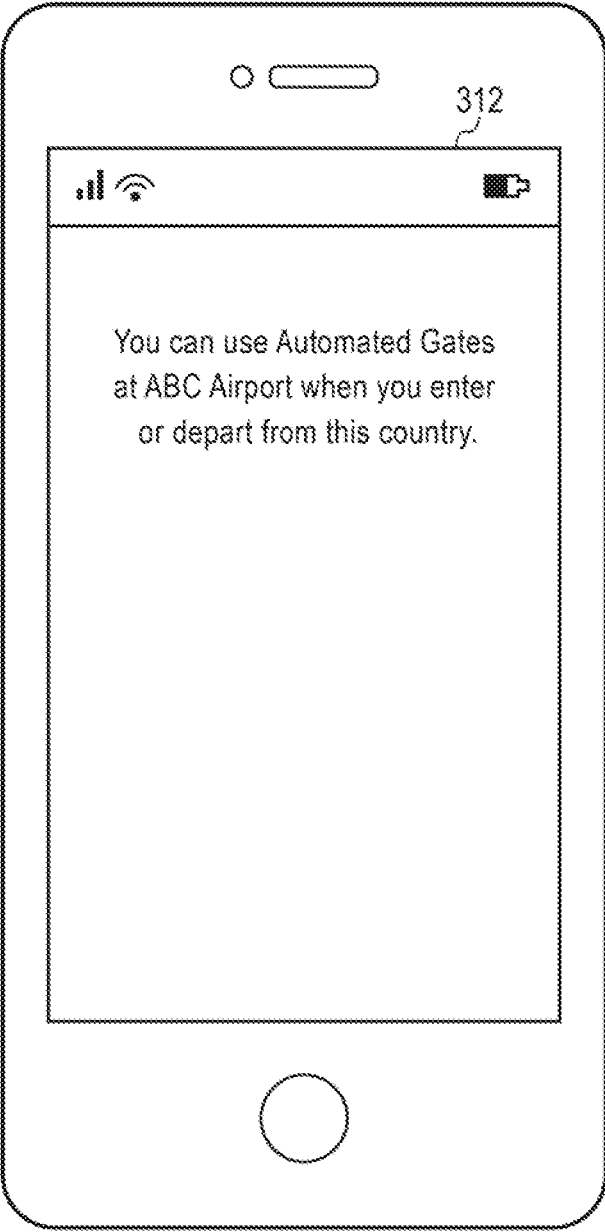 312
You can use Automated Gates
at ABC Airport when you enter
or depart from this country.